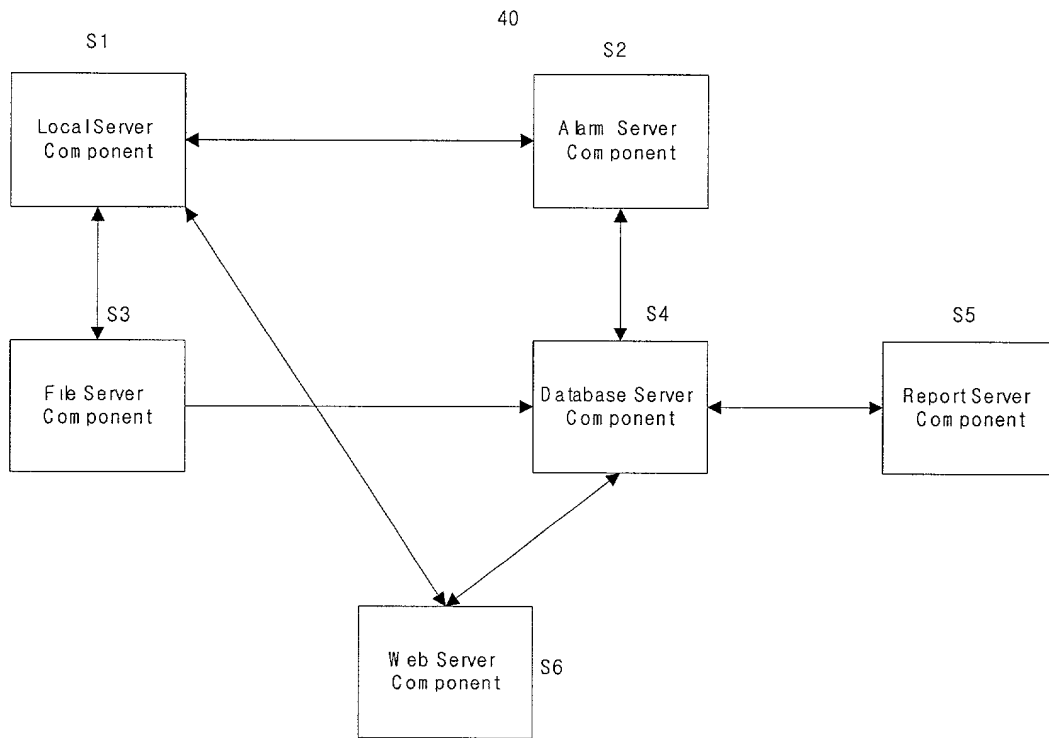 40
S1
S2
Local Server
Component
Alarm Server
Component
S3
S4
S5
File Server
Component
Database Server
Component
Report Server
Component
Web Server
Component
S6